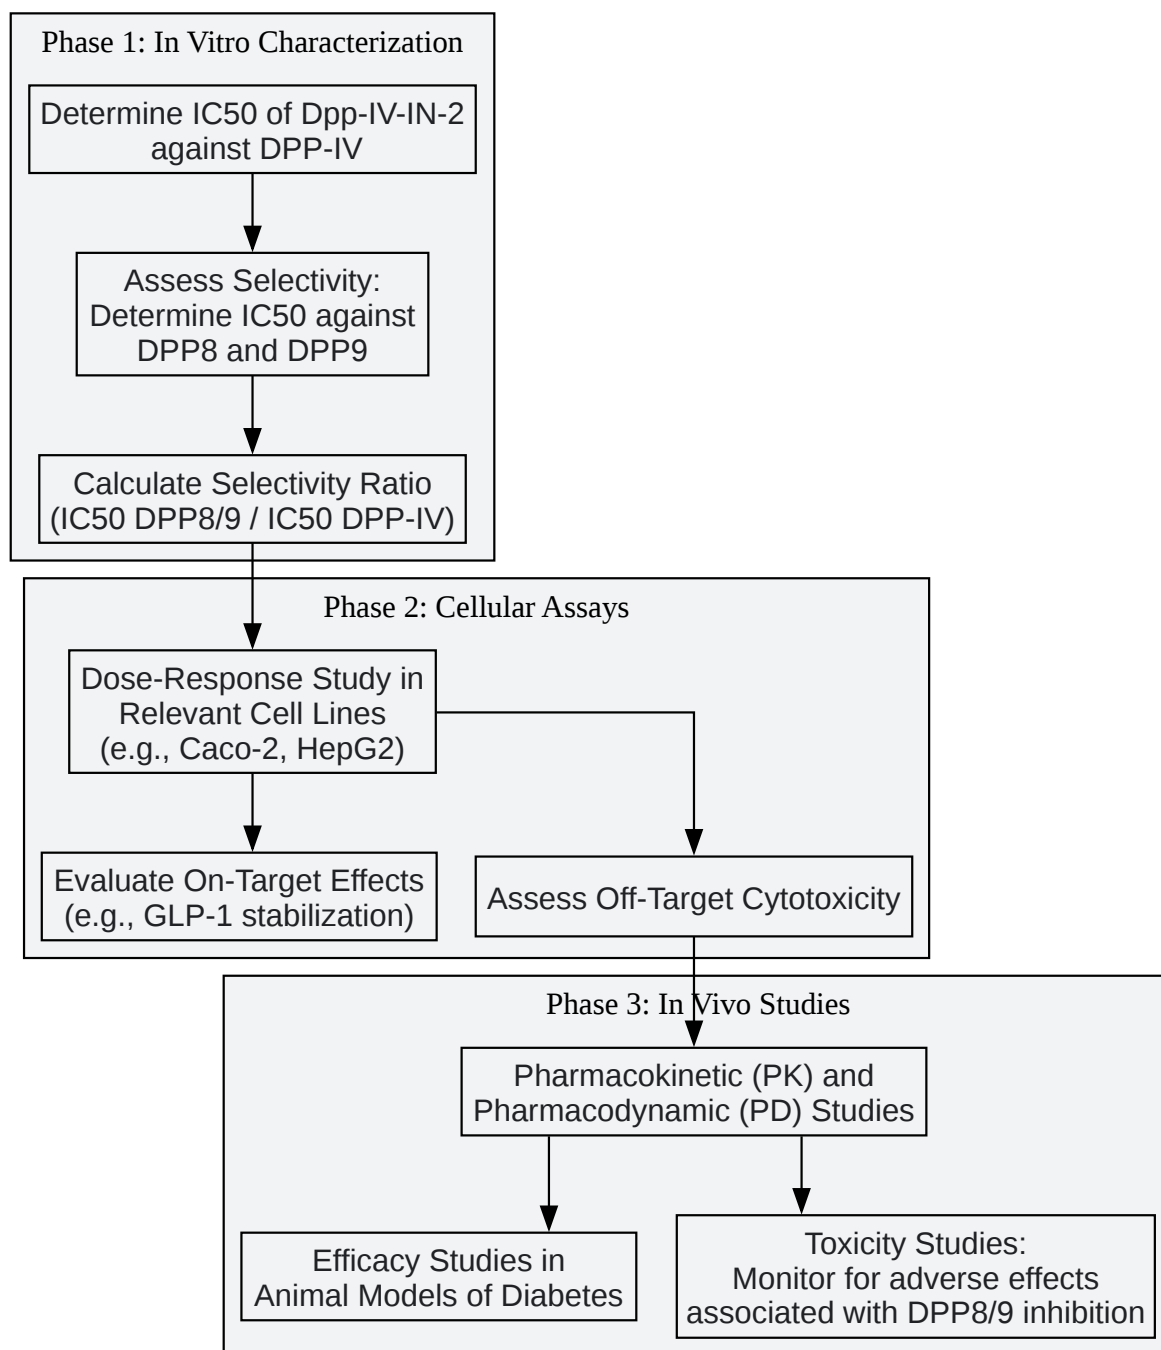 Phase 1: In Vitro Characterization
Determine IC50 of Dpp-IV-IN-2
against DPP-IV
Assess Selectivity:
Determine IC50 against
DPP8 and DPP9
Calculate Selectivity Ratio
(IC50 DPP8/9 / IC50 DPP-IV)
Phase 2: Cellular Assays
Dose-Response Study in
Relevant Cell Lines
(e.g., Caco-2, HepG2)
Evaluate On-Target Effects
(e.g., GLP-1 stabilization)
Assess Off-Target Cytotoxicity
Phase 3: In Vivo Studies
Pharmacokinetic (PK) and
Pharmacodynamic (PD) Studies
Efficacy Studies in
Animal Models of Diabetes
Toxicity Studies:
Monitor for adverse effects
associated with DPP8/9 inhibition